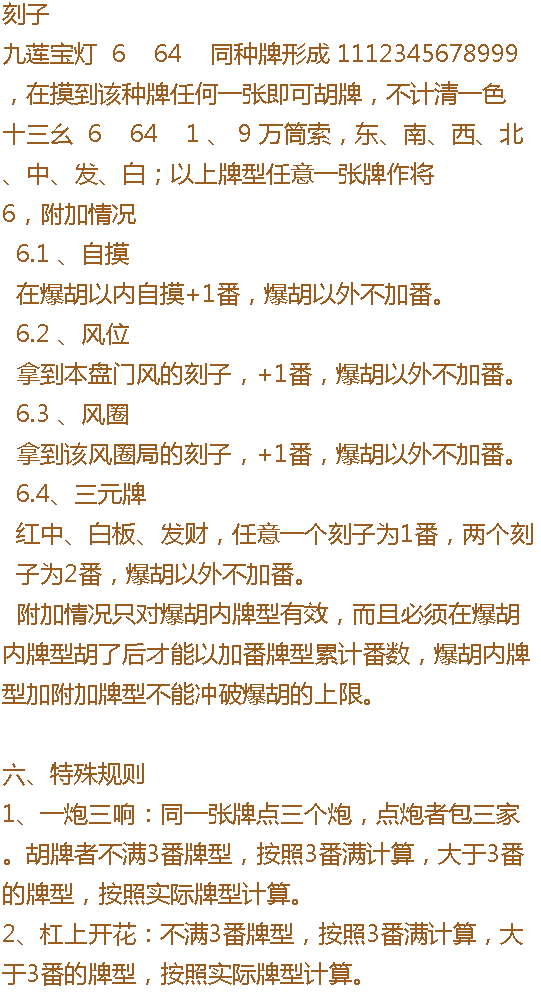 刻子
九莲宝灯 6 64 同种牌形成1112345678999
，在摸到该种牌任何一张即可胡牌，不计清一色
十三幺 6 64 1、9万筒索，东、南、西、北
、中、发、白；以上牌型任意一张牌作将
6，附加情况
6.1、自摸
在爆胡以内自摸+1番，爆胡以外不加番。
6.2、风位
拿到本盘门风的刻子，+1番，爆胡以外不加番。
6.3、风圈
拿到该风圈局的刻子，+1番，爆胡以外不加番。
6.4、三元牌
红中、白板、发财，任意一个刻子为1番，两个刻
子为2番，爆胡以外不加番。
附加情况只对爆胡内牌型有效，而且必须在爆胡
内牌型胡了后才能以加番牌型累计番数，爆胡内牌
型加附加牌型不能冲破爆胡的上限。
六、特殊规则
1、一炮三响：同一张牌点三个炮，点炮者包三家
。胡牌者不满3番牌型，按照3番满计算，大于3番
的牌型，按照实际牌型计算。
2、杠上开花：不满3番牌型，按照3番满计算，大
于3番的牌型，按照实际牌型计算。